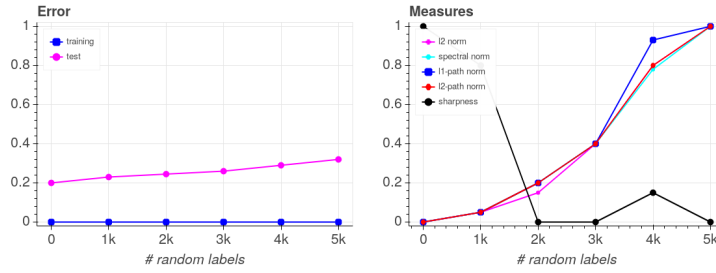 Error
1
0.8
0.6
0.4
0.2
0
training
test
0
1k
2k
3k
4k
5k
# random labels
Measures
1
0.8
0.6
0.4
0.2
0
l2 norm
spectral norm
l1-path norm
l2-path norm
sharpness
0
1k
2k
3k
4k
5k
# random labels